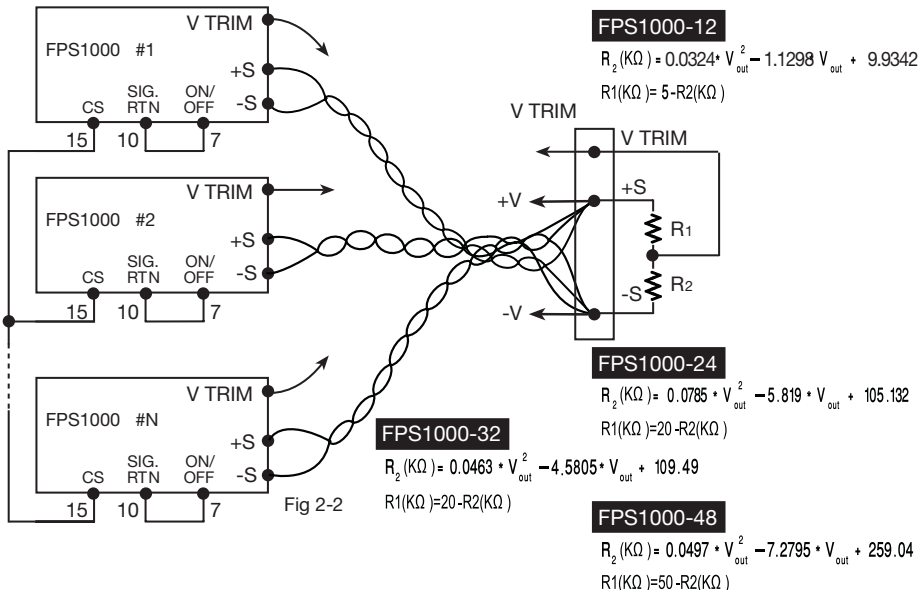 V TRIM
FPS1000 #1
+S
-S
CS
SIG. RTN
ON/ OFF
15
10
7
V TRIM
FPS1000 #2
+S
-S
CS
SIG. RTN
ON/ OFF
15
10
7
V TRIM
FPS1000 #N
+S
-S
CS
SIG. RTN
ON/ OFF
15
10
7
Fig 2-2
V TRIM
V TRIM
+V
+S
R1
R2
-S
-V
FPS1000-12
R2(KΩ) = 0.0324* V²out – 1.1298 Vout + 9.9342
R1(KΩ)= 5-R2(KΩ )
FPS1000-24
R2(KΩ)= 0.0785 * V²out – 5.819 * Vout + 105.132
R1(KΩ)=20-R2(KΩ )
FPS1000-32
R2(KΩ) = 0.0463 * V²out – 4.5805* Vout + 109.49
R1(KΩ )=20-R2(KΩ )
FPS1000-48
R2(KΩ)= 0.0497 * V²out – 7.2795 * Vout + 259.04
R1(KΩ)=50-R2(KΩ)